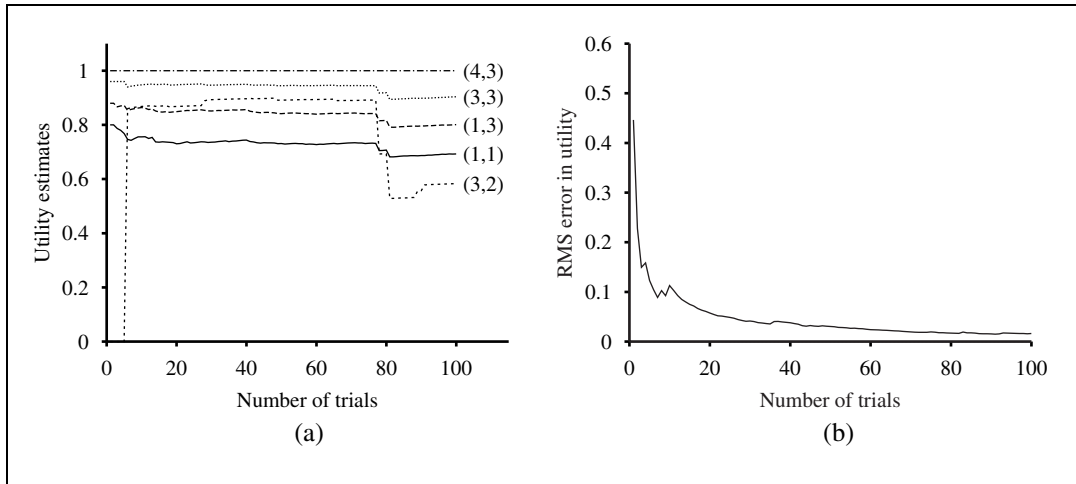 Utility estimates
1
0.8
0.6
0.4
0.2
0
(4,3)
(3,3)
(1,3)
(1,1)
(3,2)
0 20 40 60 80 100
Number of trials
(a)
RMS error in utility
0.6
0.5
0.4
0.3
0.2
0.1
0
0 20 40 60 80 100
Number of trials
(b)